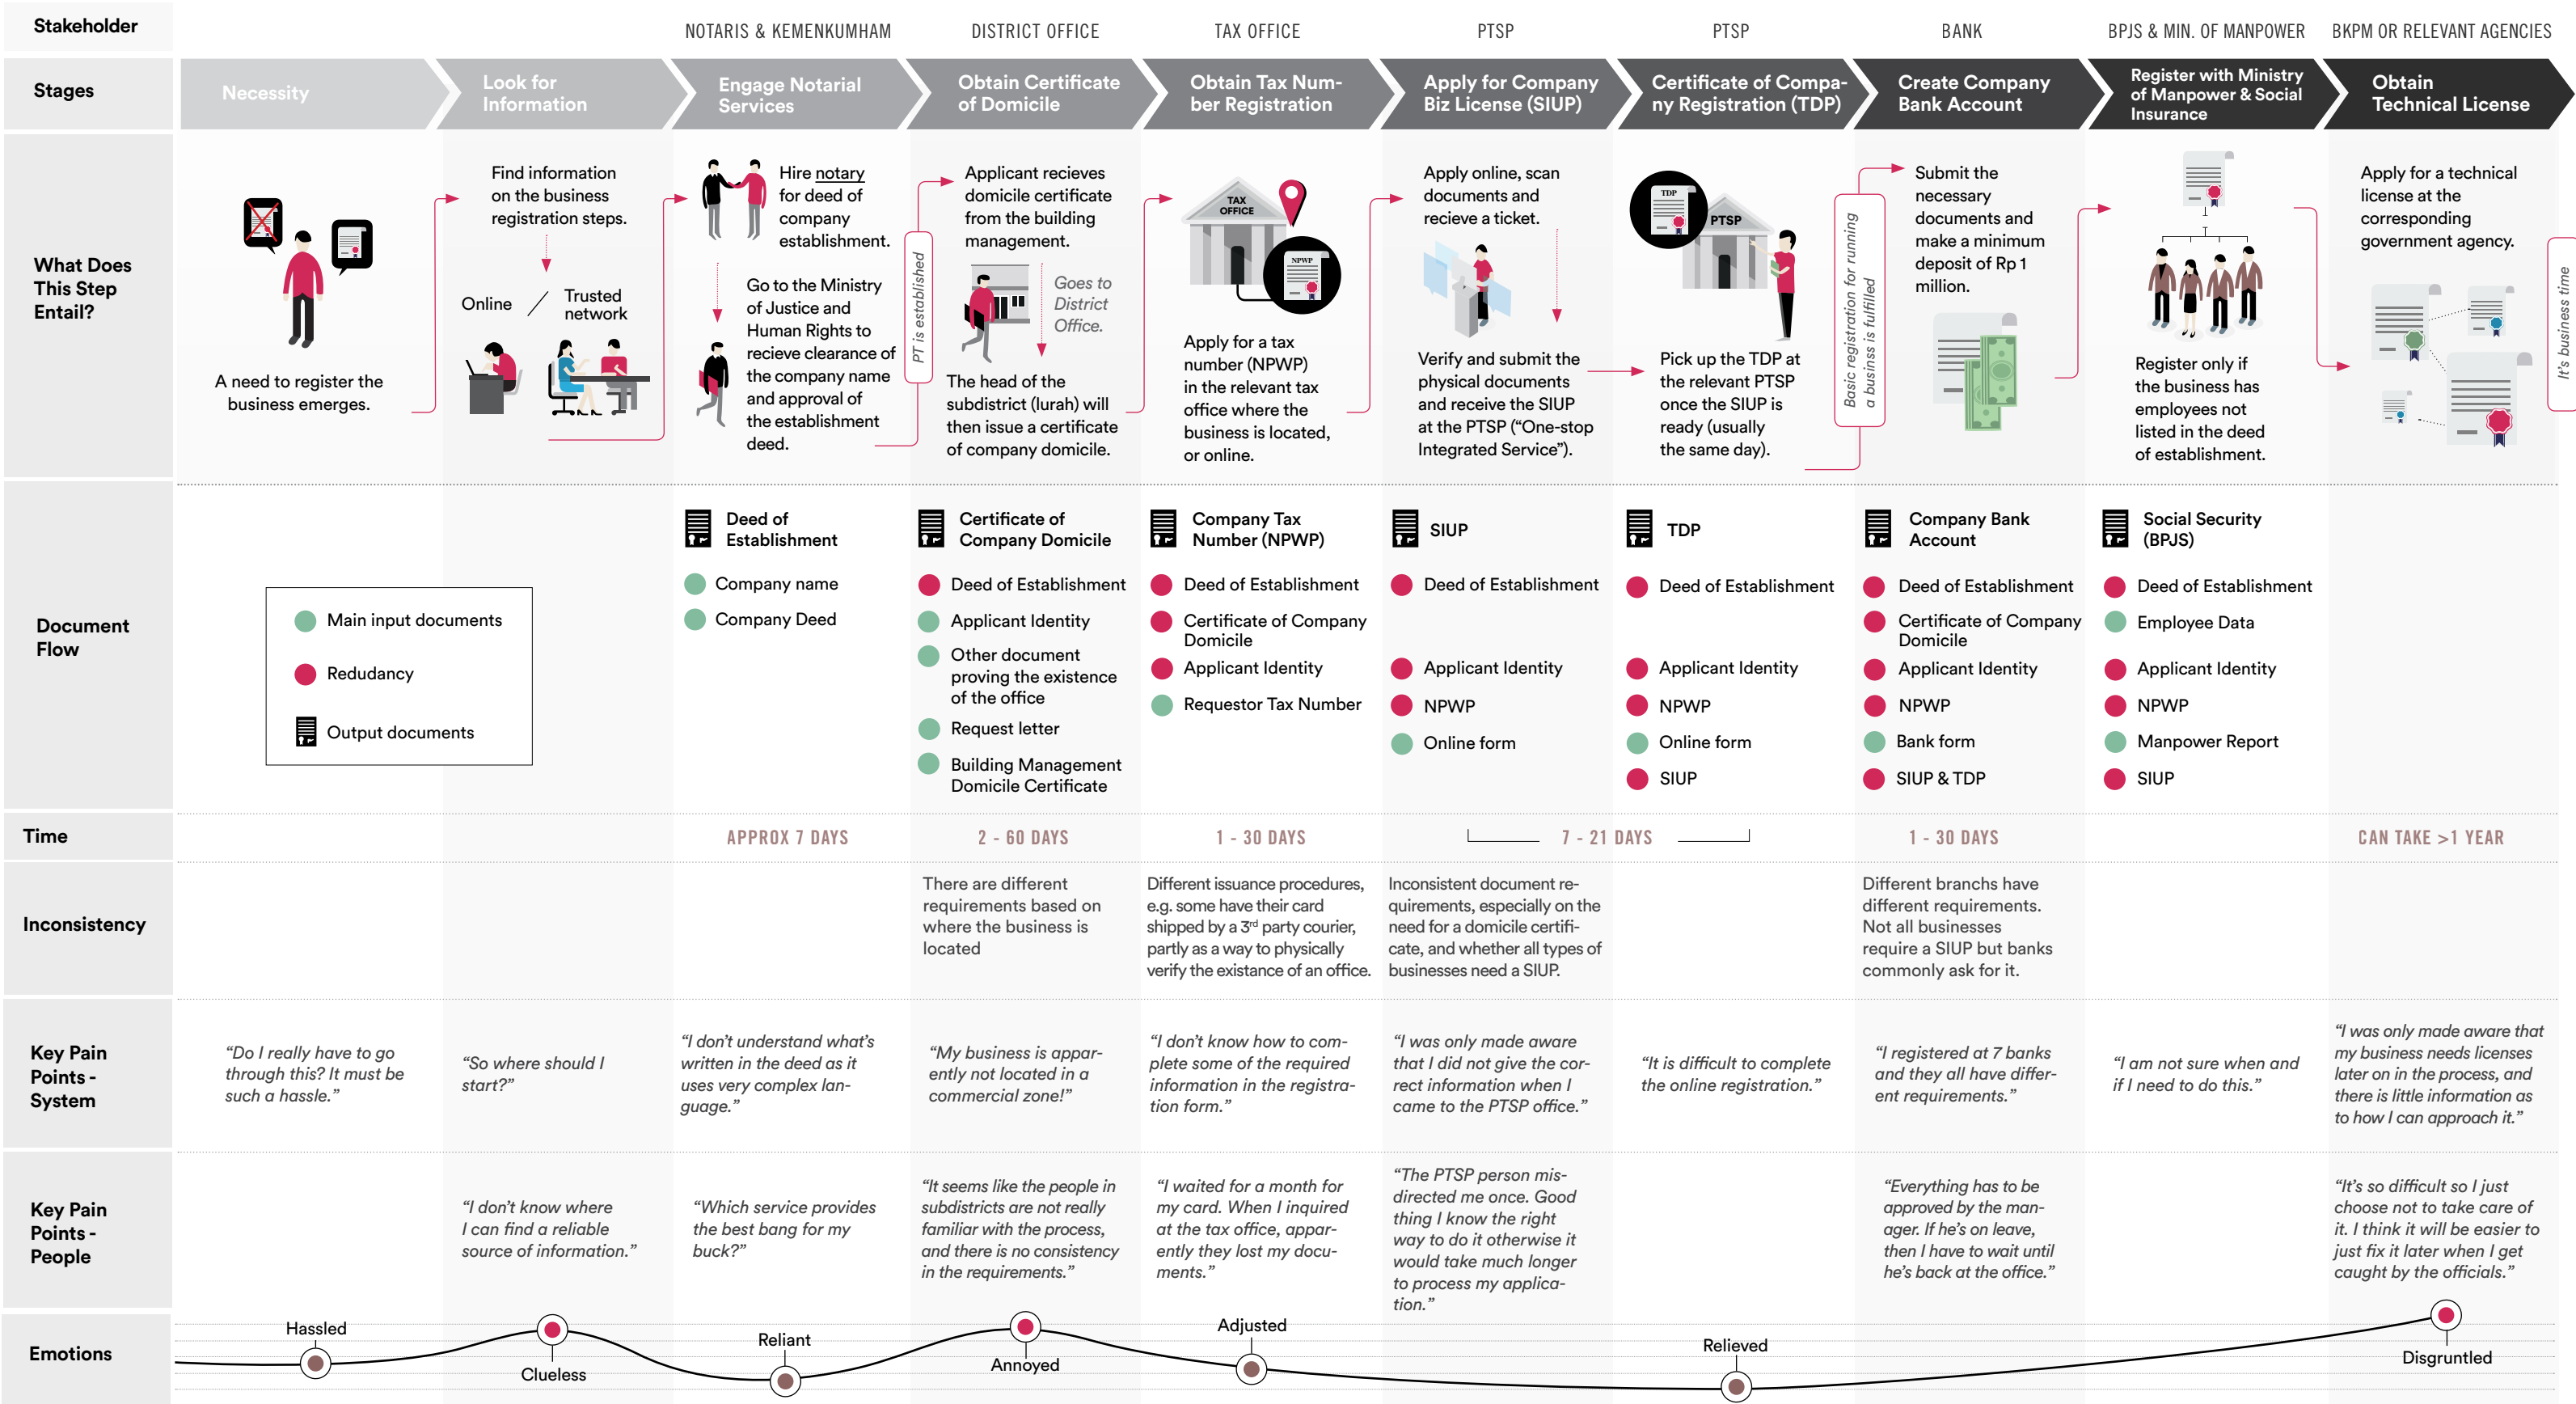 Stakeholder
NOTARIS & KEMENKUMHAM
DISTRICT OFFICE
TAX OFFICE
PTSP
PTSP
BANK
BPJS & MIN. OF MANPOWER
BKPM OR RELEVANT AGENCIES
Stages
Necessity
Look for
Information
Engage Notarial
Services
Obtain Certificate
of Domicile
Obtain Tax Num-
ber Registration
Apply for Company
Biz License (SIUP)
Certificate of Compa-
ny Registration (TDP)
Create Company
Bank Account
Register with Ministry
of Manpower & Social
Insurance
Obtain
Technical License
What Does
This Step
Entail?
A need to register the
business emerges.
Find information
on the business
registration steps.
Online
Trusted
network
Hire notary
for deed of
company
establishment.
Go to the Ministry
of Justice and
Human Rights to
recieve clearance of
the company name
and approval of
the establishment
deed.
PT is established
Applicant recieves
domicile certificate
from the building
management.
Goes to
District
Office.
The head of the
subdistrict (lurah) will
then issue a certificate
of company domicile.
TAX
OFFICE
NPWP
Apply for a tax
number (NPWP)
in the relevant tax
office where the
business is located,
or online.
Apply online, scan
documents and
recieve a ticket.
Verify and submit the
physical documents
and receive the SIUP
at the PTSP (“One-stop
Integrated Service”).
TDP
PTSP
Pick up the TDP at
the relevant PTSP
once the SIUP is
ready (usually
the same day).
Basic registration for running
a businss is fulfilled
Submit the
necessary
documents and
make a minimum
deposit of Rp 1
million.
Register only if
the business has
employees not
listed in the deed
of establishment.
Apply for a technical
license at the
corresponding
government agency.
It’s business time
Document
Flow
Main input documents
Redudancy
Output documents
Deed of
Establishment
Company name
Company Deed
Certificate of
Company Domicile
Deed of Establishment
Applicant Identity
Other document
proving the existence
of the office
Request letter
Building Management
Domicile Certificate
Company Tax
Number (NPWP)
Deed of Establishment
Certificate of Company
Domicile
Applicant Identity
Requestor Tax Number
SIUP
Deed of Establishment
Applicant Identity
NPWP
Online form
TDP
Deed of Establishment
Applicant Identity
NPWP
Online form
SIUP
Company Bank
Account
Deed of Establishment
Certificate of Company
Domicile
Applicant Identity
NPWP
Bank form
SIUP & TDP
Social Security
(BPJS)
Deed of Establishment
Employee Data
Applicant Identity
NPWP
Manpower Report
SIUP
Time
APPROX 7 DAYS
2 - 60 DAYS
1 - 30 DAYS
7 - 21 DAYS
1 - 30 DAYS
CAN TAKE >1 YEAR
Inconsistency
There are different
requirements based on
where the business is
located
Different issuance procedures,
e.g. some have their card
shipped by a 3rd party courier,
partly as a way to physically
verify the existance of an office.
Inconsistent document re-
quirements, especially on the
need for a domicile certifi-
cate, and whether all types of
businesses need a SIUP.
Different branchs have
different requirements.
Not all businesses
require a SIUP but banks
commonly ask for it.
Key Pain
Points -
System
“Do I really have to go
through this? It must be
such a hassle.”
“So where should I
start?”
“I don’t understand what’s
written in the deed as it
uses very complex lan-
guage.”
“My business is appar-
ently not located in a
commercial zone!”
“I don’t know how to com-
plete some of the required
information in the registra-
tion form.”
“I was only made aware
that I did not give the cor-
rect information when I
came to the PTSP office.”
“It is difficult to complete
the online registration.”
“I registered at 7 banks
and they all have differ-
ent requirements.”
“I am not sure when and
if I need to do this.”
“I was only made aware that
my business needs licenses
later on in the process, and
there is little information as
to how I can approach it.”
Key Pain
Points -
People
“I don’t know where
I can find a reliable
source of information.”
“Which service provides
the best bang for my
buck?”
“It seems like the people in
subdistricts are not really
familiar with the process,
and there is no consistency
in the requirements.”
“I waited for a month for
my card. When I inquired
at the tax office, appar-
ently they lost my docu-
ments.”
“The PTSP person mis-
directed me once. Good
thing I know the right
way to do it otherwise it
would take much longer
to process my applica-
tion.”
“Everything has to be
approved by the man-
ager. If he’s on leave,
then I have to wait until
he’s back at the office.”
“It’s so difficult so I just
choose not to take care of
it. I think it will be easier to
just fix it later when I get
caught by the officials.”
Emotions
Hassled
Clueless
Reliant
Annoyed
Adjusted
Relieved
Disgruntled